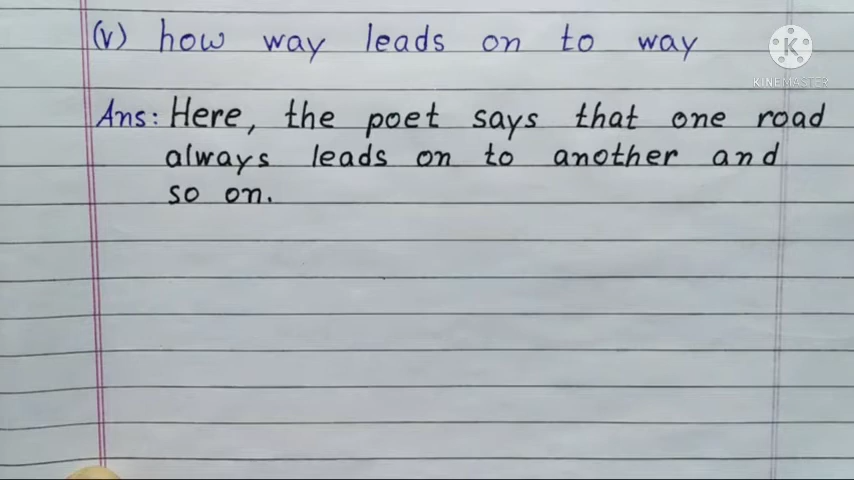 (v) how way leads on to way
KINEMASTER
Ans: Here, the poet says that one road
always leads on to another and
so on.